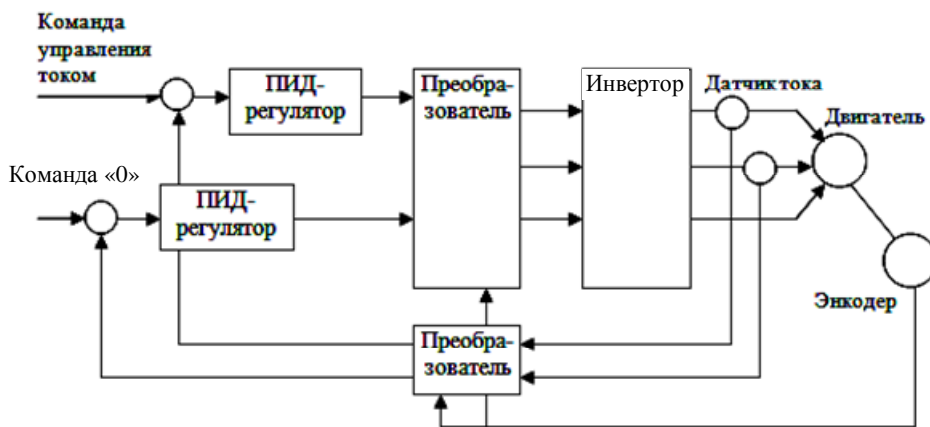 Команда
управления
током
ПИД-
регулятор
Преобра-
зователь
Инвертор
Датчик тока
Двигатель
Команда «0»
ПИД-
регулятор
Энкодер
Преобра-
зователь